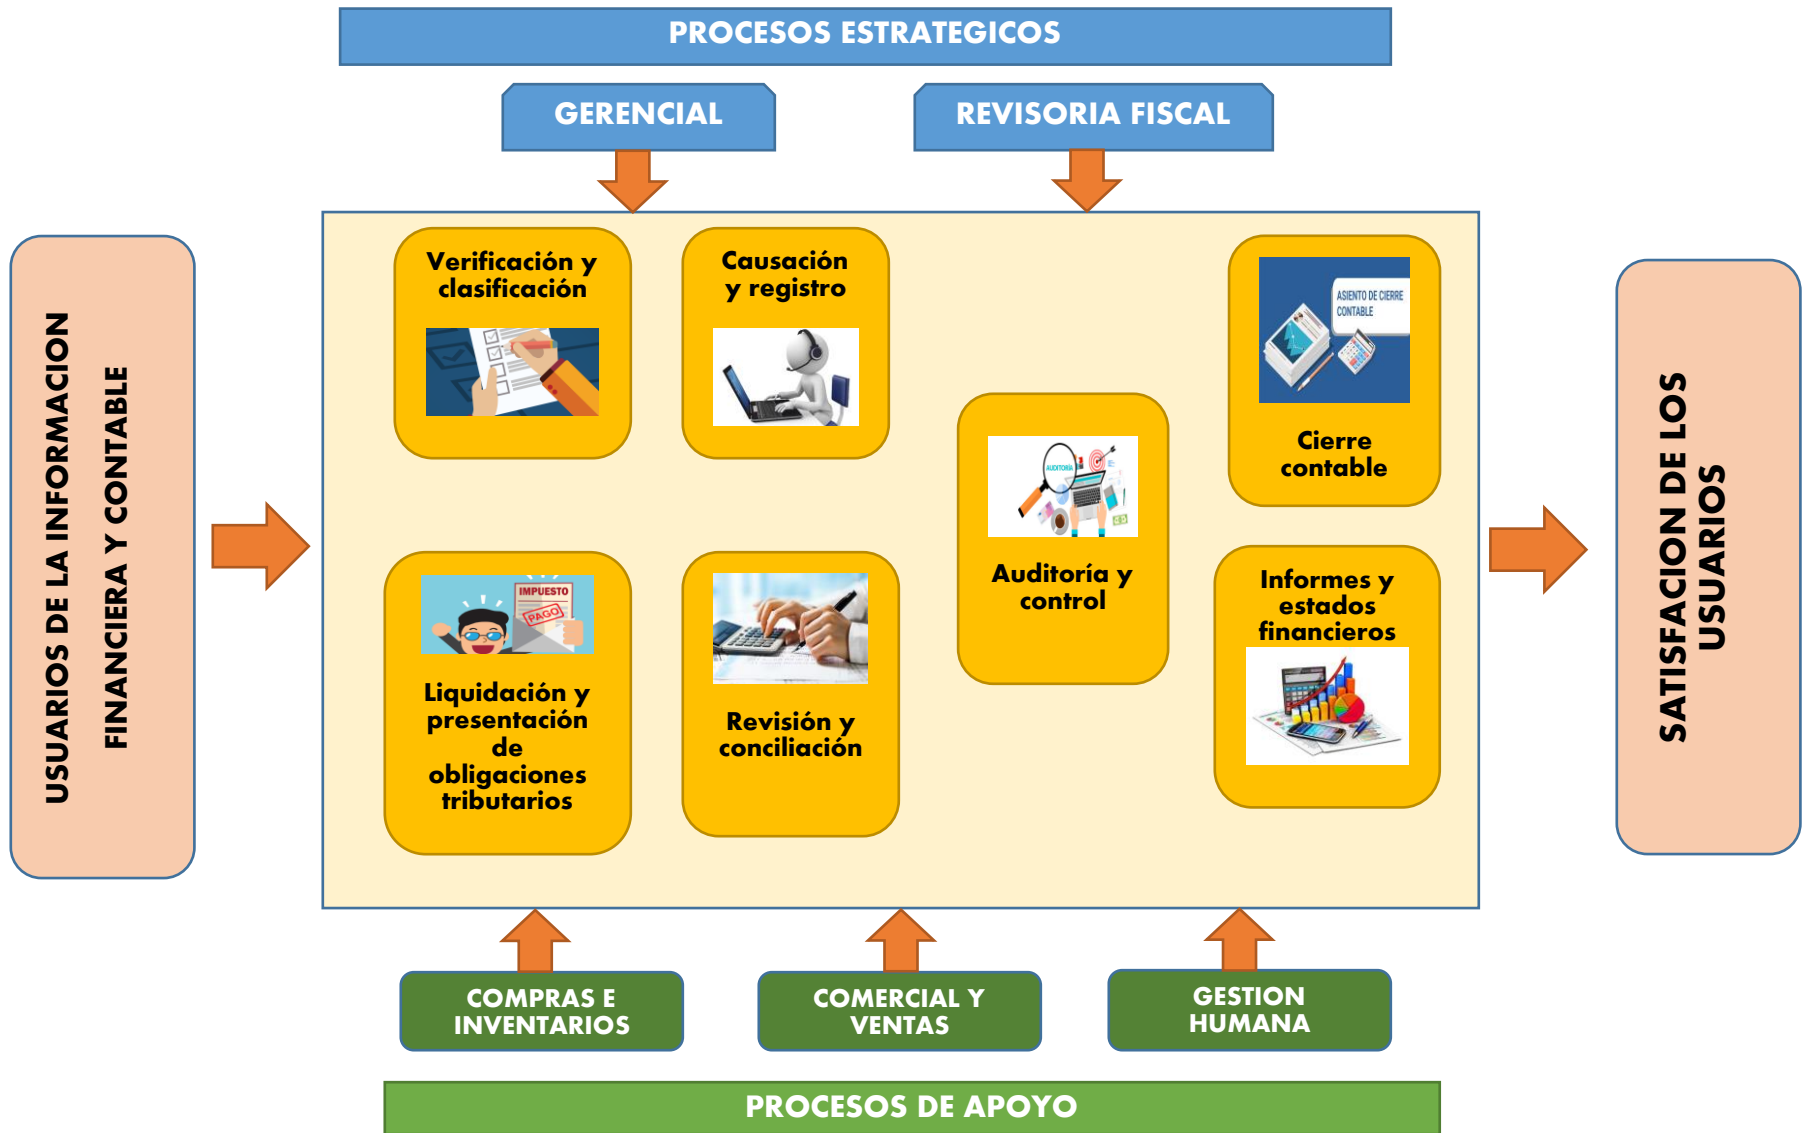 PROCESOS ESTRATEGICOS
GERENCIAL
REVISORIA FISCAL
USUARIOS DE LA INFORMACION
FINANCIERA Y CONTABLE
Verificación y
clasificación
Causación
y registro
ASIENTO DE CIERRE
CONTABLE
Cierre
contable
AUDITORÍA
Auditoría y
control
IMPUESTO
PAGO
Liquidación y
presentación
de
obligaciones
tributarios
Revisión y
conciliación
Informes y
estados
financieros
SATISFACION DE LOS
USUARIOS
COMPRAS E
INVENTARIOS
COMERCIAL Y
VENTAS
GESTION
HUMANA
PROCESOS DE APOYO